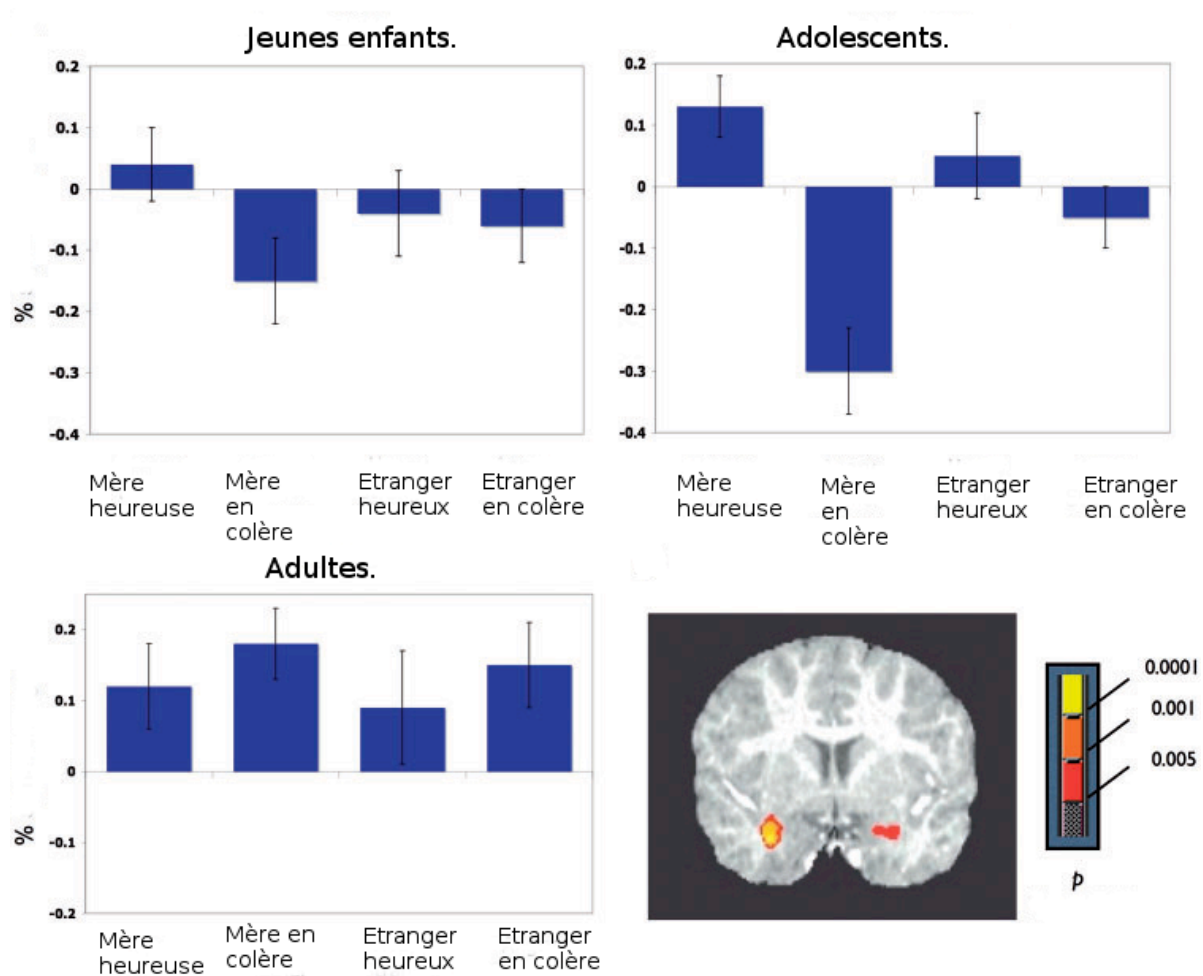 Jeunes enfants.
0.2
0.1
0
-0.1
-0.2
-0.3
-0.4
%
Mère
heureuse
Mère
en
colère
Etranger
heureux
Etranger
en colère
Adolescents.
0.2
0.1
0
-0.1
-0.2
-0.3
-0.4
Mère
heureuse
Mère
en
colère
Etranger
heureux
Etranger
en colère
Adultes.
0.2
0.1
0
-0.1
-0.2
%
Mère
heureuse
Mère en
colère
Etranger
heureux
Etranger
en colère
0.0001
0.001
0.005
p